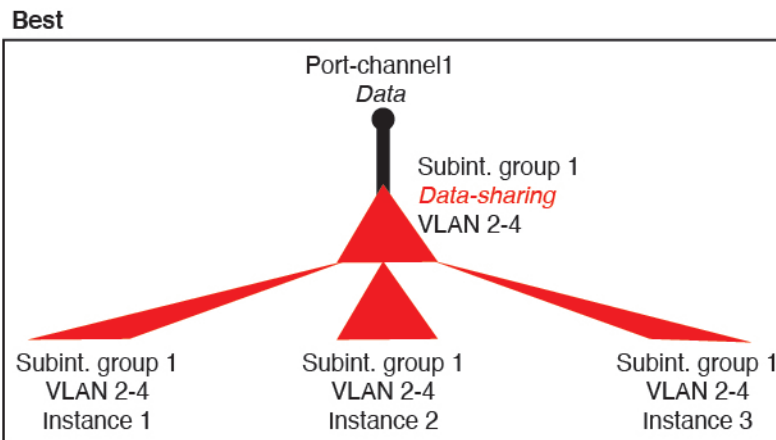 Best
Port-channel1
Data
Subint. group 1
Data-sharing
VLAN 2-4
Subint. group 1
VLAN 2-4
Instance 1
Subint. group 1
VLAN 2-4
Instance 2
Subint. group 1
VLAN 2-4
Instance 3